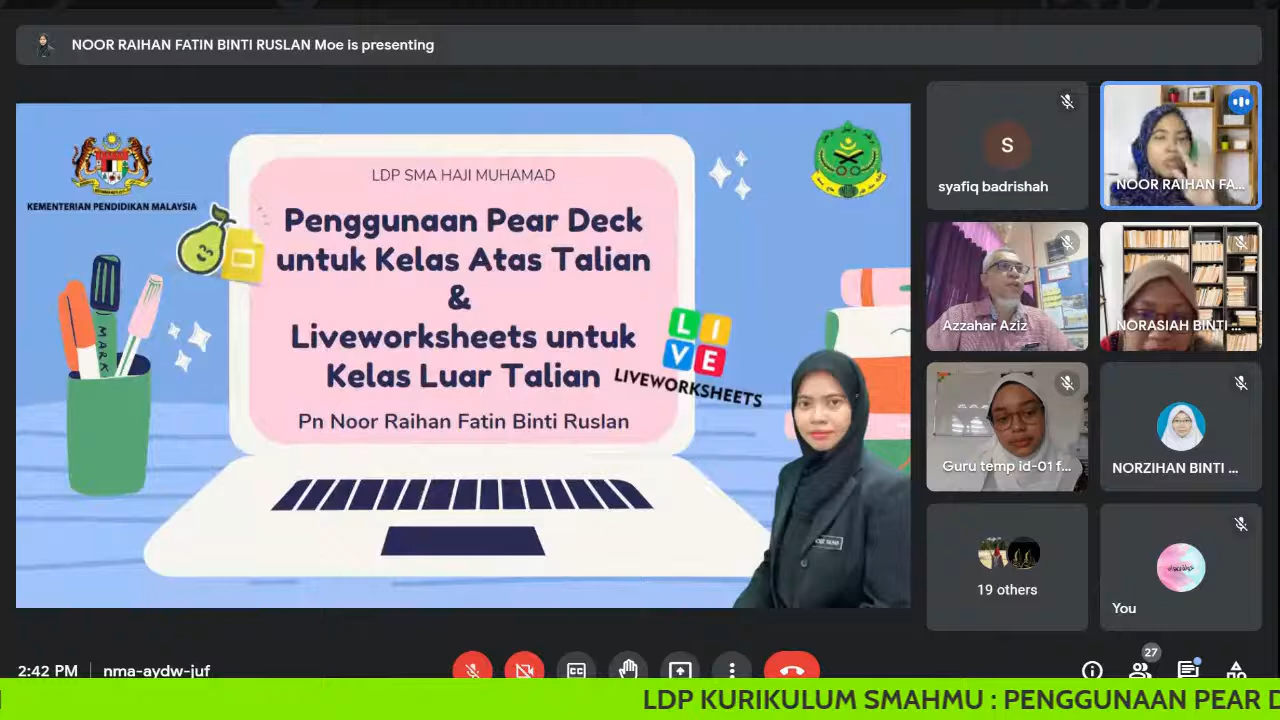 NOOR RAIHAN FATIN BINTI RUSLAN Moe is presenting
KEMENTERIAN PENDIDIKAN MALAYSIA
LDP SMA HAJI MUHAMAD
Penggunaan Pear Deck
untuk Kelas Atas Talian
&
Liveworksheets untuk
Kelas Luar Talian
Pn Noor Raihan Fatin Binti Ruslan
MARK
LIVE
LIVEWORKSHEETS
S
syafiq badrishah
NOOR RAIHAN FA...
Azzahar Aziz
NORASIAH BINTI ...
Guru temp id-01 f...
NORZIHAN BINTI ...
19 others
You
2:42 PM | nma-aydw-juf
CC
27
LDP KURIKULUM SMAHMU : PENGGUNAAN PEAR D